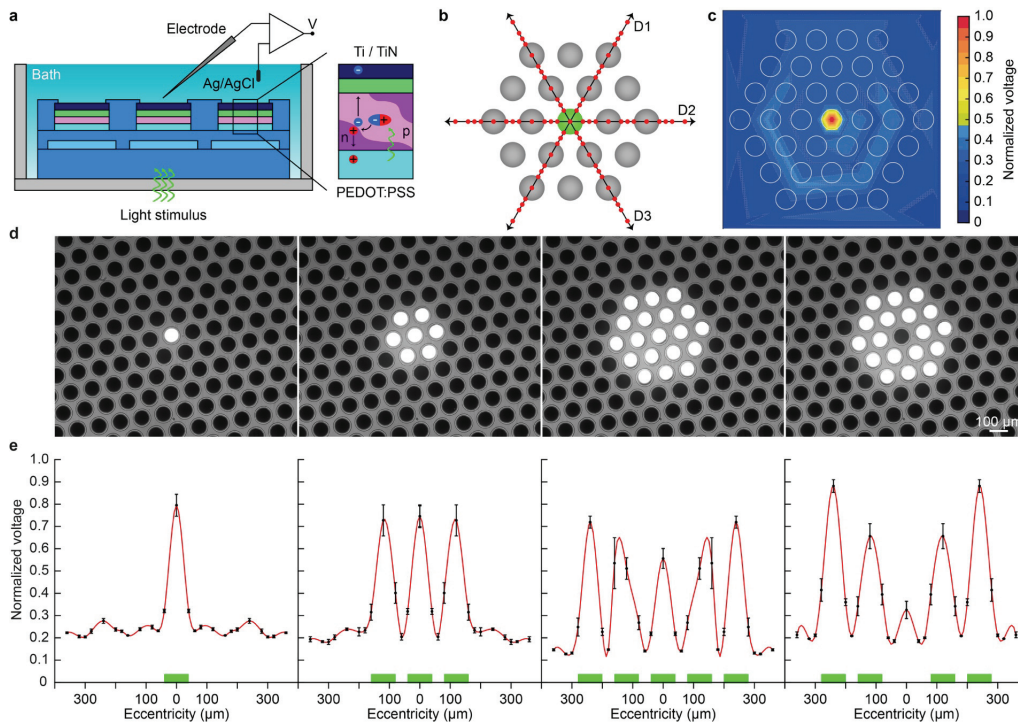 a
Electrode
V
Bath
Ag/AgCl
Ti / TiN
n
p
PEDOT:PSS
Light stimulus
b
D1
D2
D3
c
1.0
0.9
0.8
0.7
0.6
0.5
0.4
0.3
0.2
0.1
0
Normalized voltage
d
100 µm
e
Normalized voltage
1.0
0.9
0.8
0.7
0.6
0.5
0.4
0.3
0.2
0.1
0
300 100 0 100 300
300 100 0 100 300
300 100 0 100 300
300 100 0 100 300
Eccentricity (µm)
Eccentricity (µm)
Eccentricity (µm)
Eccentricity (µm)